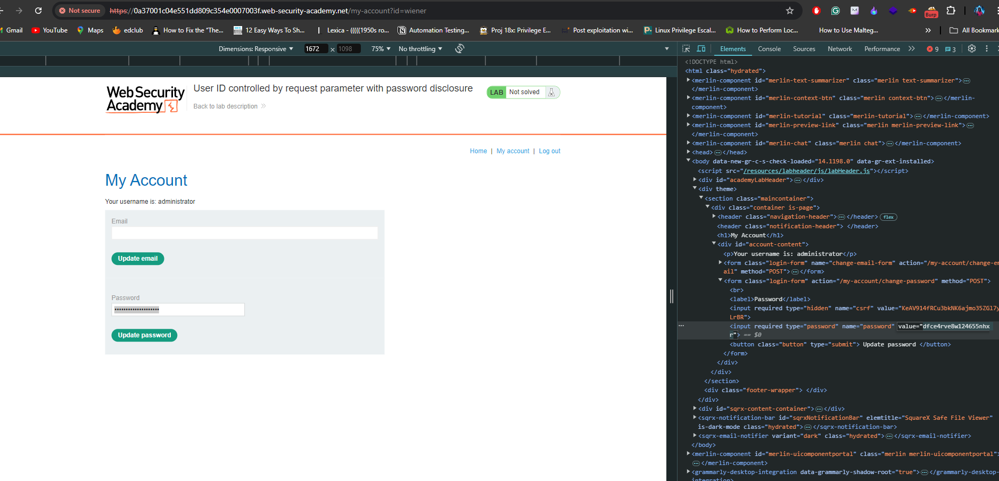 Not secure https://0a37001c04e551dd809c354e0007003f.web-security-academy.net/my-account?id=wiener
Burp
Gmail YouTube Maps edclub How to Fix the “The... 12 Easy Ways To Sh... Lexica - (((((1950s ro... Automation Testing... Proj 18x: Privilege E... Post exploitation wi... Linux Privilege Escal... How to Perform Loc... How to Use Malteg... » All Bookmark
Dimensions: Responsive 1672 × 1098 75% No throttling
Elements Console Sources Network Performance » 9 3
Web Security
Academy
User ID controlled by request parameter with password disclosure
Back to lab description
LAB Not solved
Home | My account | Log out
My Account
Your username is: administrator
Email
Update email
Password
••••••••••••••••••••
Update password
<!DOCTYPE html>
<html class="hydrated">
<merlin-component id="merlin-text-summarizer" class="merlin text-summarizer">…
</merlin-component>
<merlin-component id="merlin-context-btn" class="merlin context-btn">…</merlin-
component>
<merlin-component id="merlin-tutorial" class="merlin-tutorial">…</merlin-component>
<merlin-component id="merlin-preview-link" class="merlin merlin-preview-link">…
</merlin-component>
<merlin-component id="merlin-chat" class="merlin chat">…</merlin-component>
<head>…</head>
<body data-new-gr-c-s-check-loaded="14.1198.0" data-gr-ext-installed>
<script src="/resources/labheader/js/labHeader.js"></script>
<div id="academyLabHeader">…</div>
<div theme>
<section class="maincontainer">
<div class="container is-page">
<header class="navigation-header">…</header> flex
<header class="notification-header"> </header>
<h1>My Account</h1>
<div id="account-content">
<p>Your username is: administrator</p>
<form class="login-form" name="change-email-form" action="/my-account/change-em
ail" method="POST">…</form>
<form class="login-form" action="/my-account/change-password" method="POST">
<br>
<label>Password</label>
<input required type="hidden" name="csrf" value="KeAV914fRCu3bkNK6ajmo35ZGl7y
LrBR">
<input required type="password" name="password" value="dfce4rve8w124655nhx
r"> == $0
<button class="button" type="submit"> Update password </button>
</form>
</div>
</div>
</section>
<div class="footer-wrapper"> </div>
</div>
<div id="sqrx-content-container">…</div>
<sqrx-notification-bar id="sqrxNotificationBar" elemtitle="SquareX Safe File Viewer"
is-dark-mode class="hydrated">…</sqrx-notification-bar>
<sqrx-email-notifier variant="dark" class="hydrated">…</sqrx-email-notifier>
</body>
<merlin-component id="merlin-uicomponentportal" class="merlin merlin-uicomponentportal">
…</merlin-component>
<grammarly-desktop-integration data-grammarly-shadow-root="true">…</grammarly-desktop-
integration>